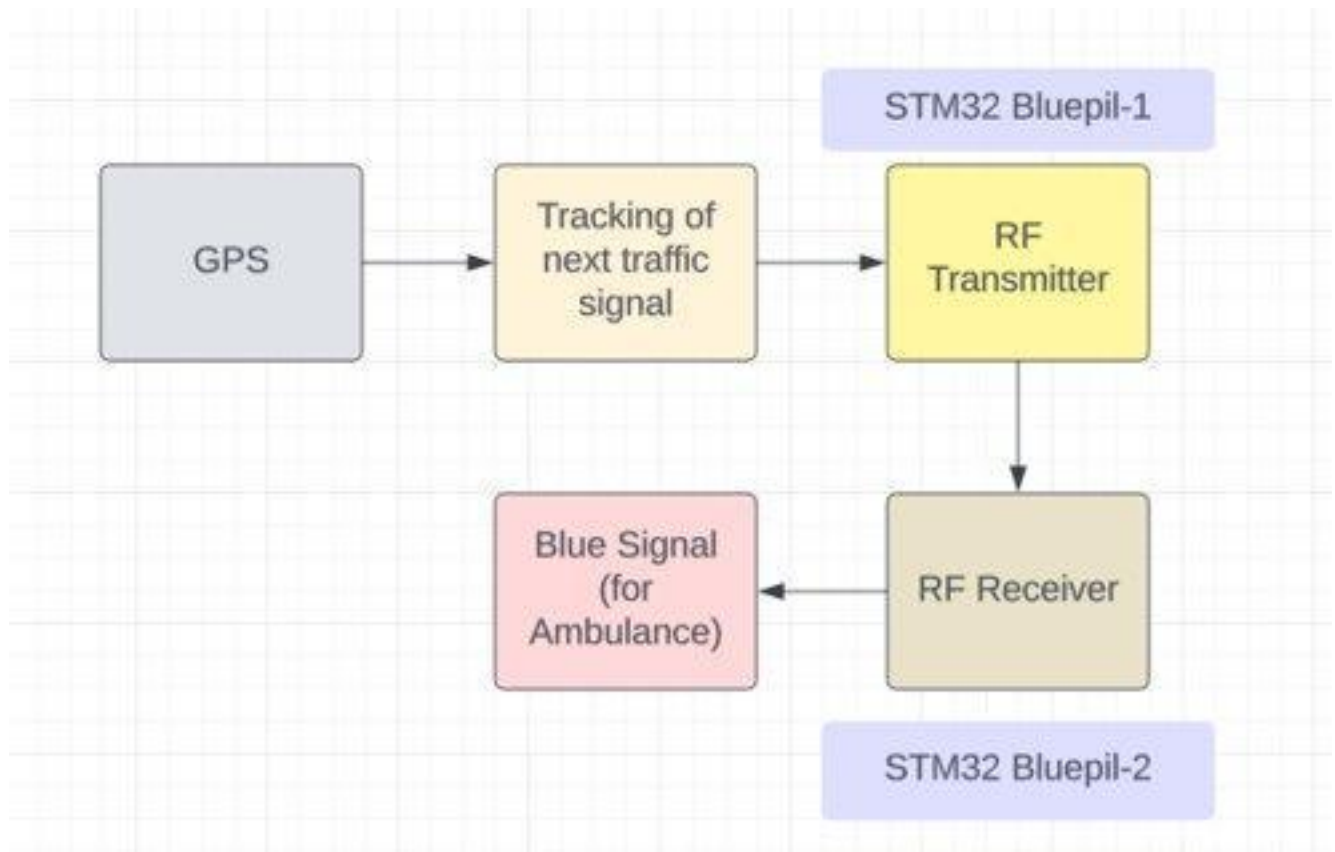 STM32 Bluepil-1
GPS
Tracking of
next traffic
signal
RF
Transmitter
Blue Signal
(for
Ambulance)
RF Receiver
STM32 Bluepil-2